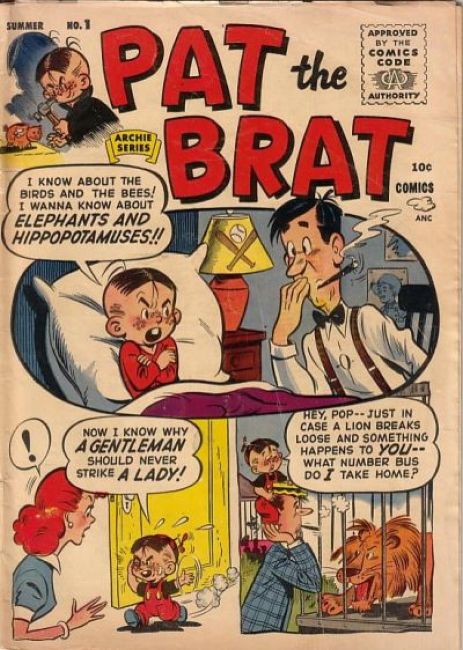 SUMMER NO. 1
PAT the
BRAT
ARCHIE
SERIES
APPROVED
BY THE
COMICS
CODE
CA
AUTHORITY
10¢
COMICS
ANC
I KNOW ABOUT THE
BIRDS AND THE BEES!
I WANNA KNOW ABOUT
ELEPHANTS AND
HIPPOPOTAMUSES!!
!
NOW I KNOW WHY
A GENTLEMAN
SHOULD NEVER
STRIKE A LADY!
HEY, POP--JUST IN
CASE A LION BREAKS
LOOSE AND SOMETHING
HAPPENS TO YOU--
WHAT NUMBER BUS
DO I TAKE HOME?